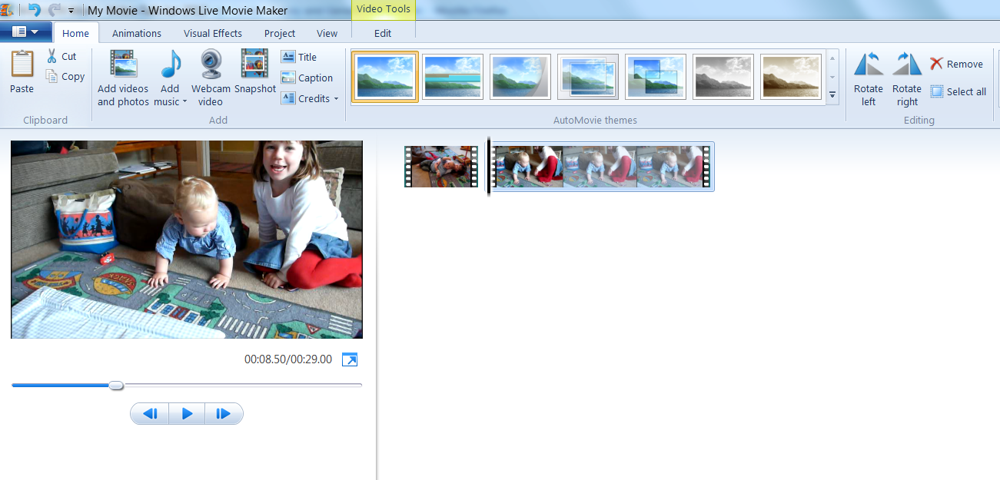 My Movie - Windows Live Movie Maker
Video Tools
Home
Animations
Visual Effects
Project
View
Edit
Paste
Cut
Copy
Clipboard
Add videos
and photos
Add
music
Webcam
video
Snapshot
Title
Caption
Credits
Add
AutoMovie themes
Rotate
left
Rotate
right
Remove
Select all
Editing
00:08.50/00:29.00